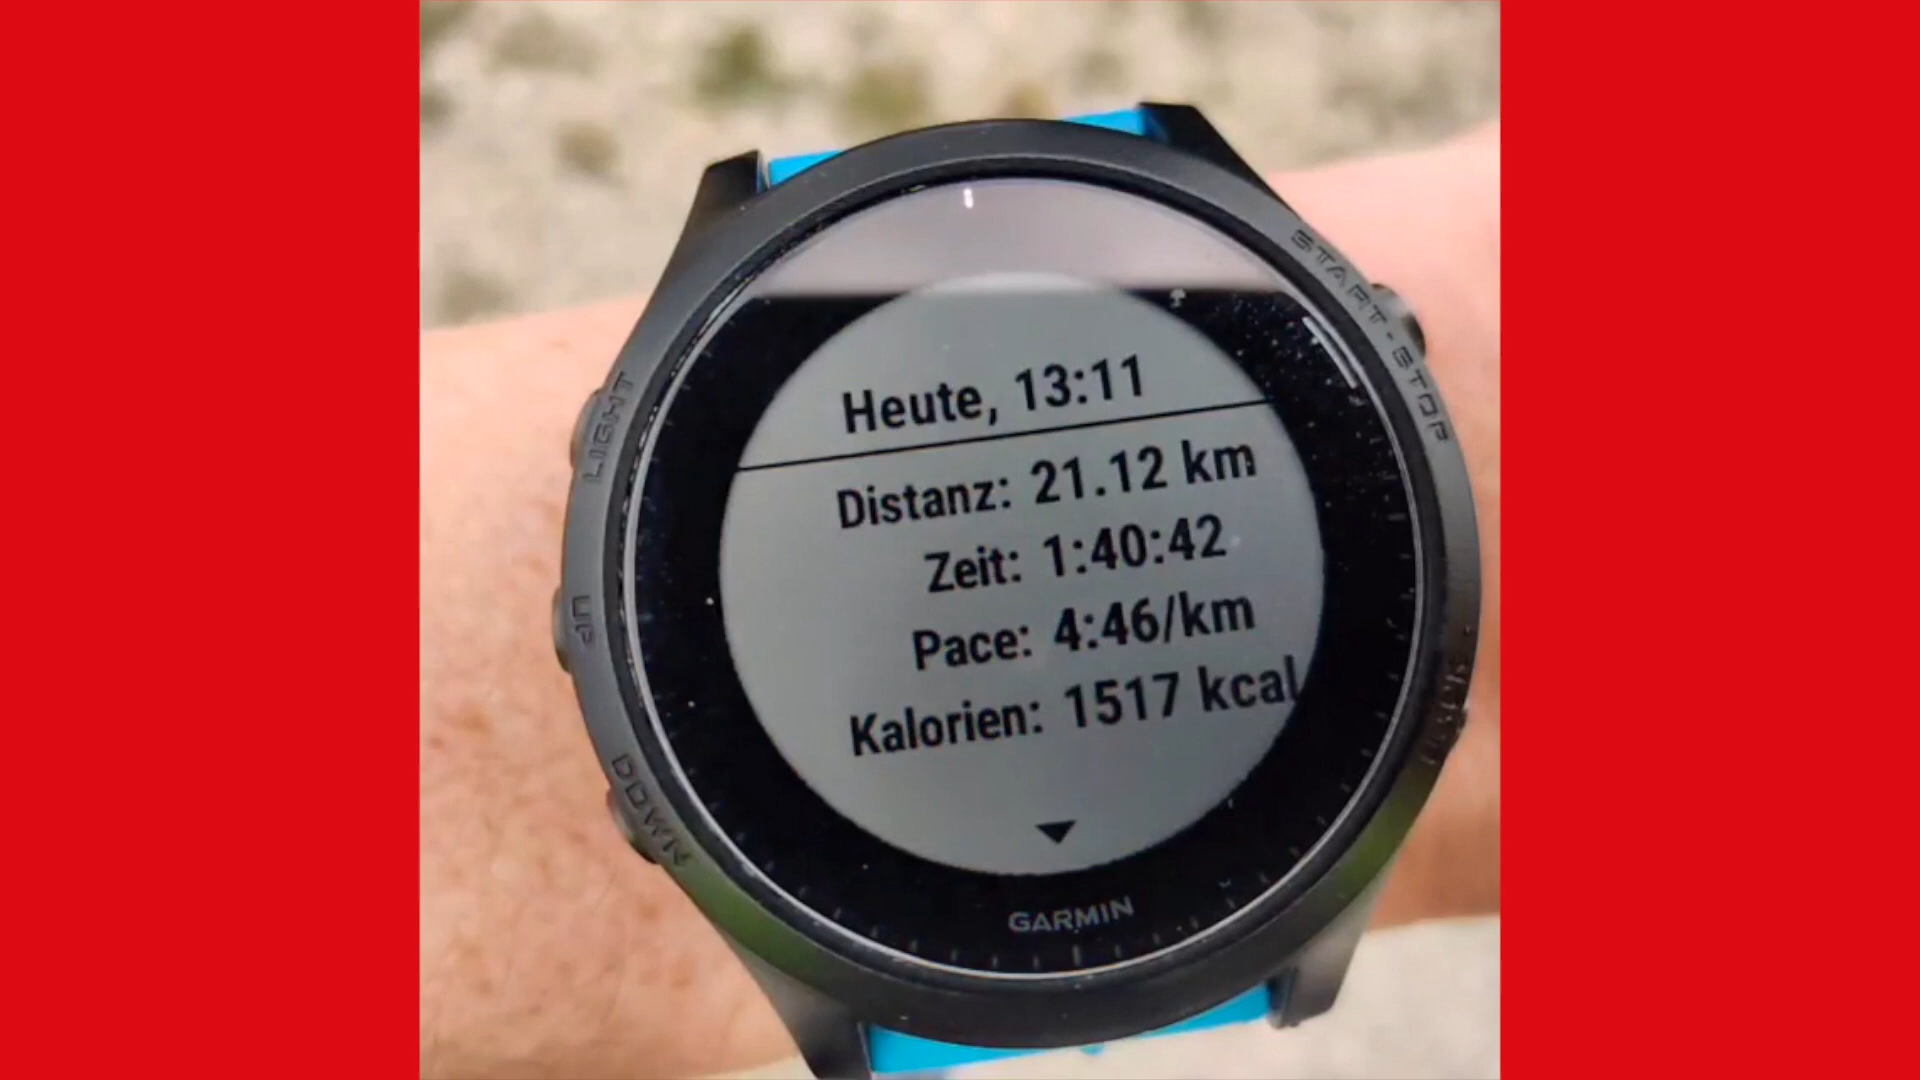 Heute, 13:11
Distanz: 21.12 km
Zeit: 1:40:42
Pace: 4:46/km
Kalorien: 1517 kcal
GARMIN
LIGHT
UP
DOWN
START·STOP
BACK